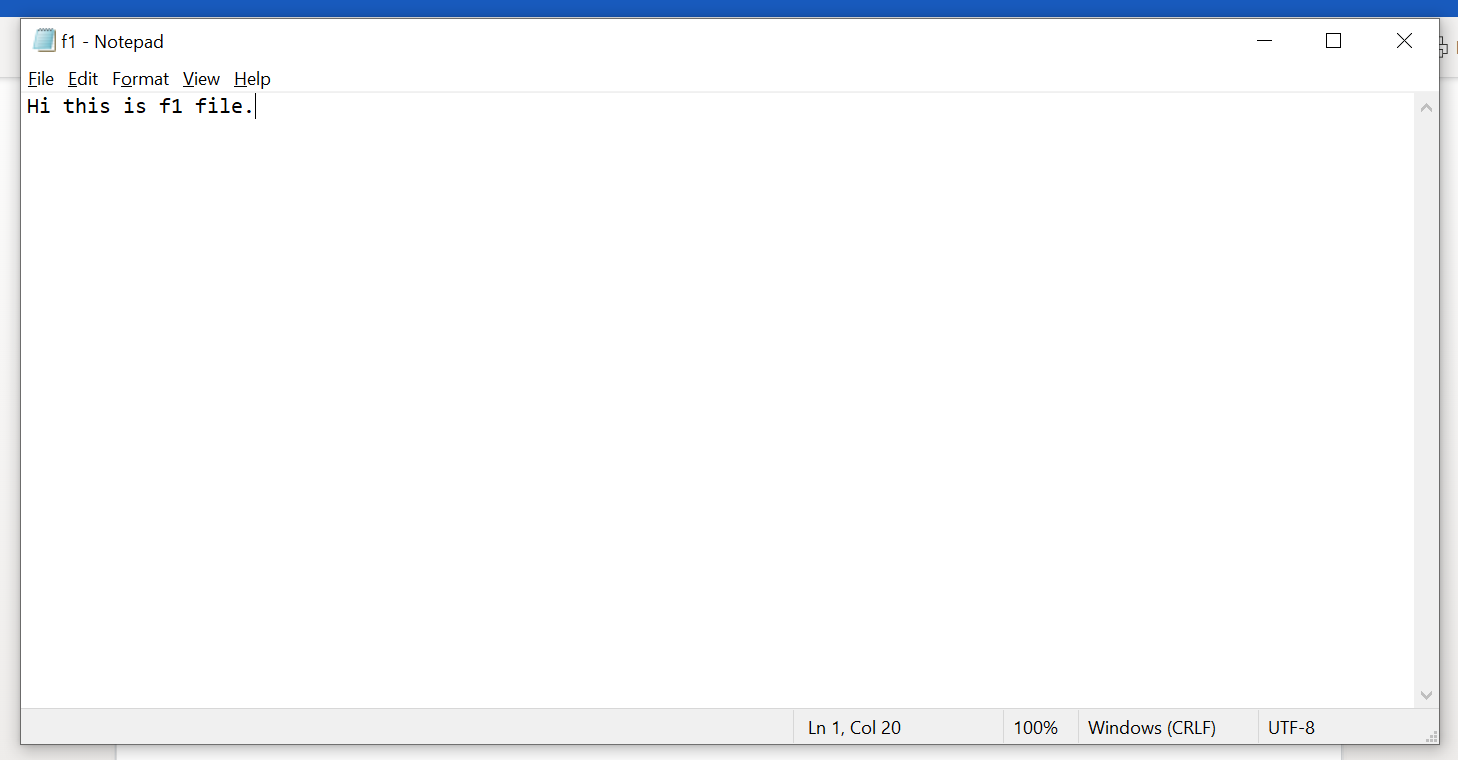 f1 - Notepad
File Edit Format View Help
Hi this is f1 file.
Ln 1, Col 20 100% Windows (CRLF) UTF-8